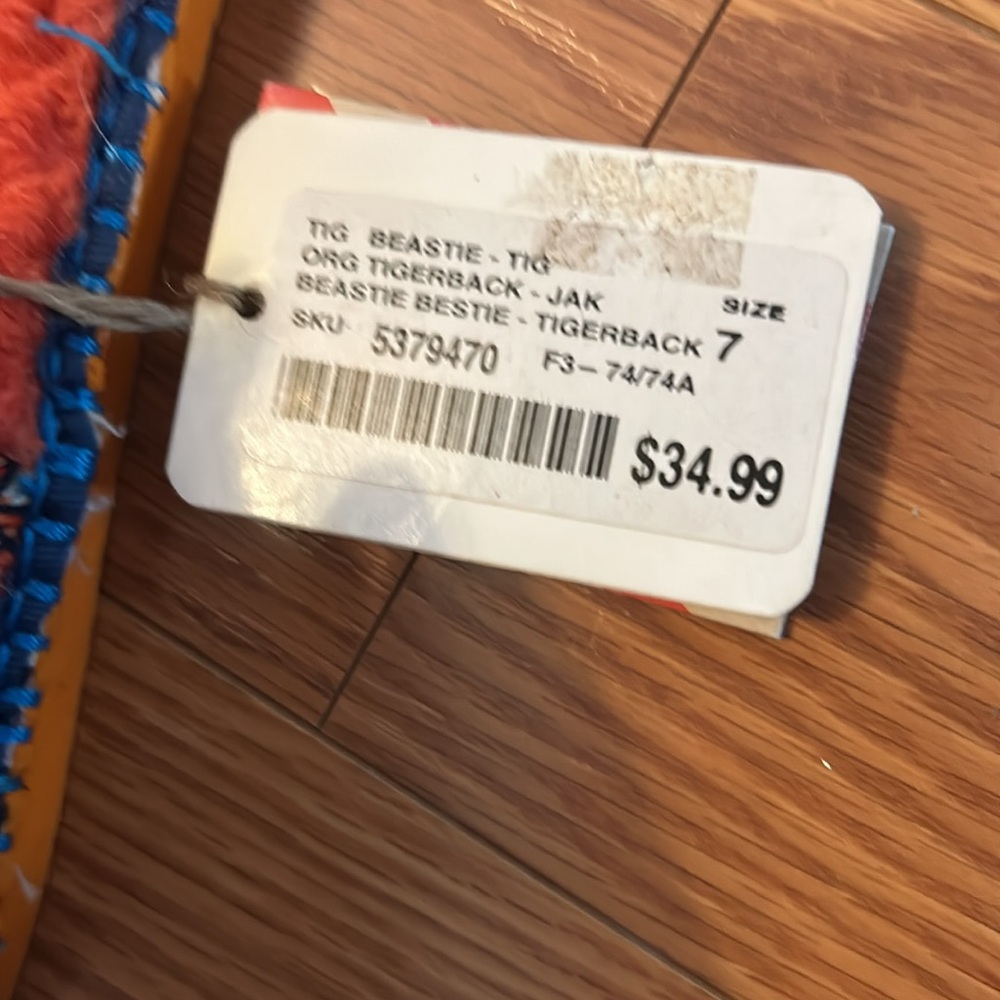 TIG BEASTIE - TIG
ORG TIGERBACK - JAK
BEASTIE BESTIE - TIGERBACK
SIZE
7
SKU 5379470 F3-74/74A
$34.99